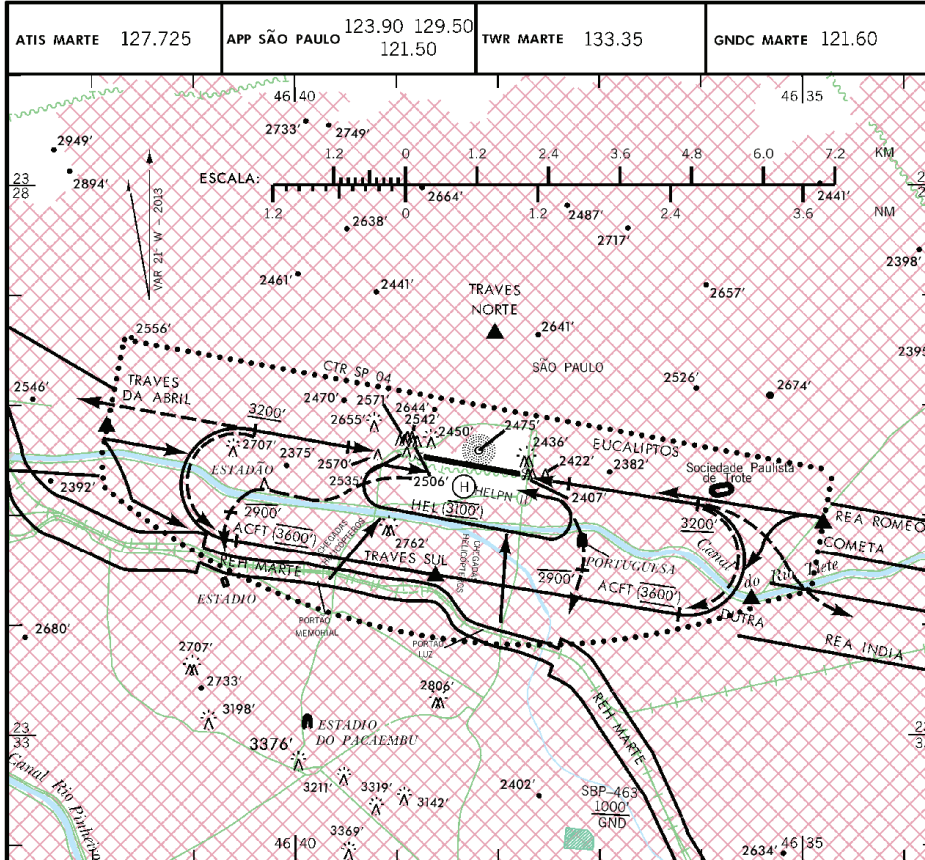 ATIS MARTE 127.725
APP SÃO PAULO 123.90 129.50
121.50
TWR MARTE 133.35
GNDC MARTE 121.60
46 40
46 35
2733'
2749'
2949'
2894'
1.2 0 1.2 2.4 3.6 4.8 6.0 7.2 KM
ESCALA:
1.2 0 1.2 2.4 3.6 NM
23
28
VAR 21° W - 2013
2664'
2441'
2638'
2487'
2717'
2398'
2461'
2441'
2657'
TRAVES
NORTE
2641'
2556'
SÃO PAULO
CTR SP 04
2546'
TRAVES
DA ABRIL
2470'
2571'
2526'
2674'
3200'
2655'
2644'
2542'
2450'
2475'
2436'
EUCALIPTOS
2707'
2375'
2570'
2422'
2382'
Sociedade Paulista
de Trote
2392'
ESTADÃO
2535'
2506'
H
HELPN
2407'
2900'
HEL (3100')
3200'
REA ROMEO
ACFT (3600')
CHEGADAS
HELICOPTEROS
2762'
CHEGADA
HELICOPTEROS
COMETA
REH MARTE
TRAVES SUL
2900'
PORTUGUESA
Canal do Rio Tiete
ACFT (3600')
ESTADIO
DUTRA
PORTAO
MEMORIAL
PORTAO
LUZ
REA INDIA
2680'
2707'
2733'
2806'
3198'
REH MARTE
23
33
ESTADIO
DO PACAEMBU
3376'
3211'
3319'
3142'
2402'
SBP-463
1000'
GND
Canal Rio Pinheiro
3369'
46 40
46 35
2634'